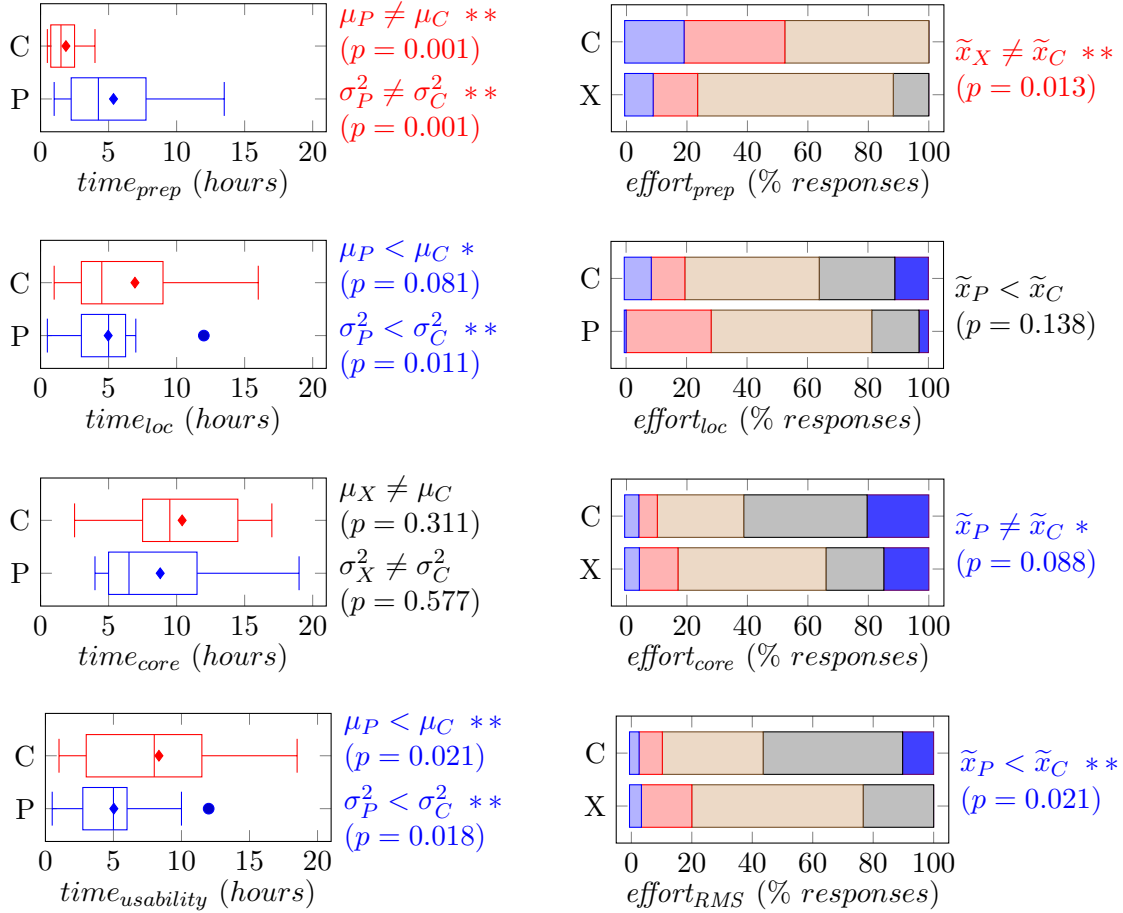 C
P
0 5 10 15 20
time_prep (hours)
μ_P ≠ μ_C **
(p = 0.001)
σ²_P ≠ σ²_C **
(p = 0.001)
C
X
0 20 40 60 80 100
effort_prep (% responses)
x̃_X ≠ x̃_C **
(p = 0.013)
C
P
0 5 10 15 20
time_loc (hours)
μ_P < μ_C *
(p = 0.081)
σ²_P < σ²_C **
(p = 0.011)
C
P
0 20 40 60 80 100
effort_loc (% responses)
x̃_P < x̃_C
(p = 0.138)
C
P
0 5 10 15 20
time_core (hours)
μ_X ≠ μ_C
(p = 0.311)
σ²_X ≠ σ²_C
(p = 0.577)
C
X
0 20 40 60 80 100
effort_core (% responses)
x̃_P ≠ x̃_C *
(p = 0.088)
C
P
0 5 10 15 20
time_usability (hours)
μ_P < μ_C **
(p = 0.021)
σ²_P < σ²_C **
(p = 0.018)
C
X
0 20 40 60 80 100
effort_RMS (% responses)
x̃_P < x̃_C **
(p = 0.021)